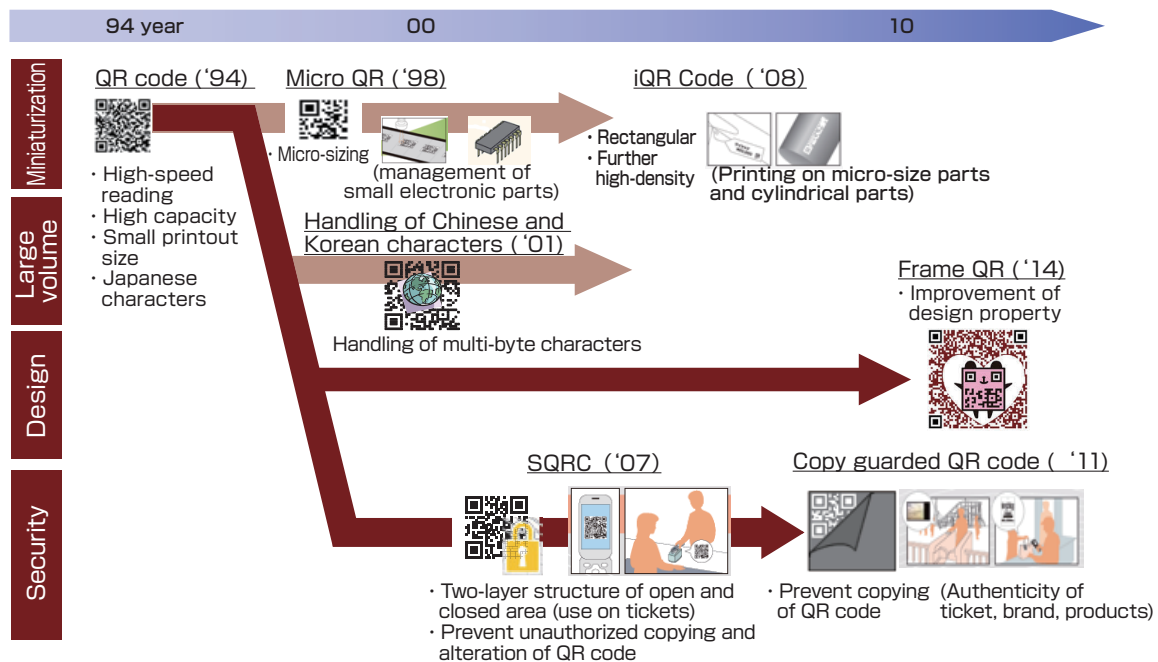 94 year
00
10
Miniaturization
QR code (‘94)
· High-speed
reading
· High capacity
· Small printout
size
· Japanese
characters
Micro QR (‘98)
· Micro-sizing
(management of
small electronic parts)
iQR Code (‘08)
· Rectangular
· Further
high-density
(Printing on micro-size parts
and cylindrical parts)
Large
volume
Handling of Chinese and
Korean characters (‘01)
Handling of multi-byte characters
Design
Frame QR (‘14)
· Improvement of
design property
Security
SQRC (‘07)
· Two-layer structure of open and
closed area (use on tickets)
· Prevent unauthorized copying and
alteration of QR code
Copy guarded QR code ( ‘11)
· Prevent copying
of QR code
(Authenticity of
ticket, brand, products)